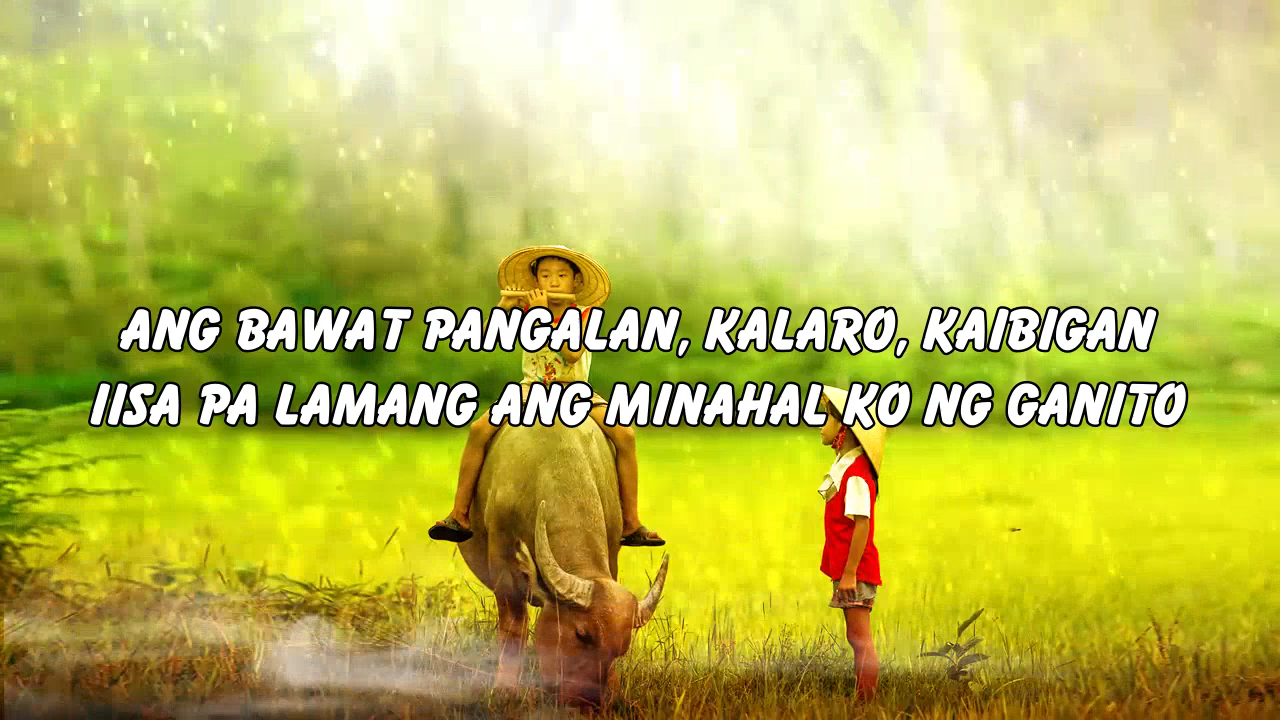 ANG BAWAT PANGALAN, KALARO, KAIBIGAN
IISA PA LAMANG ANG MINAHAL KO NG GANITO